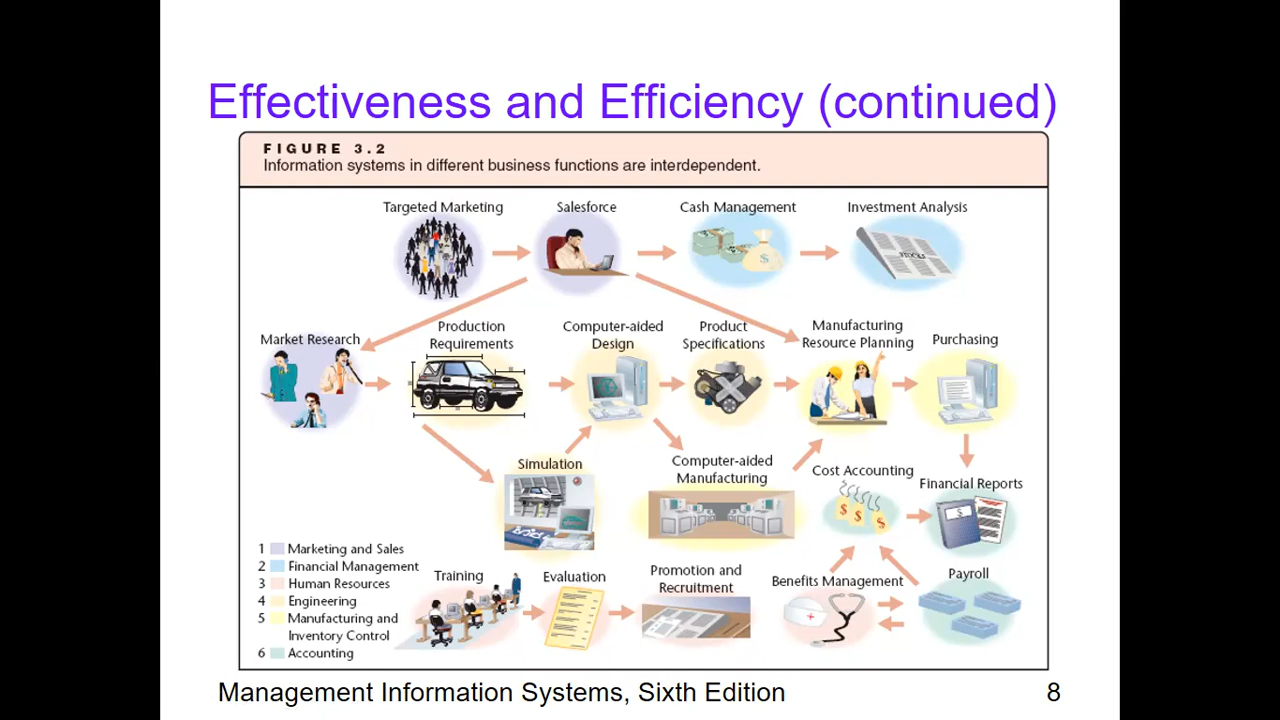 Effectiveness and Efficiency (continued)
FIGURE 3.2
Information systems in different business functions are interdependent.
Targeted Marketing
Salesforce
Cash Management
Investment Analysis
STOCKS
Market Research
Production
Requirements
Computer-aided
Design
Product
Specifications
Manufacturing
Resource Planning
Purchasing
Simulation
Computer-aided
Manufacturing
Cost Accounting
$ $ $
Financial Reports
$
1 Marketing and Sales
2 Financial Management
3 Human Resources
4 Engineering
5 Manufacturing and
Inventory Control
6 Accounting
Training
Evaluation
Promotion and
Recruitment
Benefits Management
Payroll
Management Information Systems, Sixth Edition
8